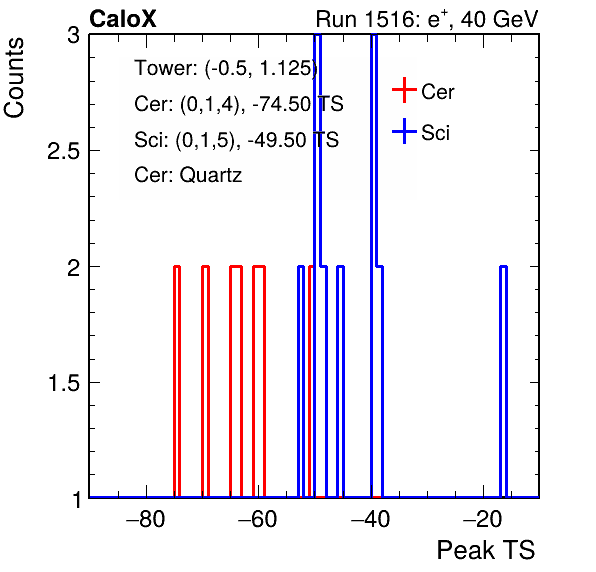 CaloX Run 1516: e⁺, 40 GeV
Counts
Tower: (-0.5, 1.125)
Cer: (0,1,4), -74.50 TS
Sci: (0,1,5), -49.50 TS
Cer: Quartz
Cer
Sci
3
2.5
2
1.5
1
−80 −60 −40 −20
Peak TS